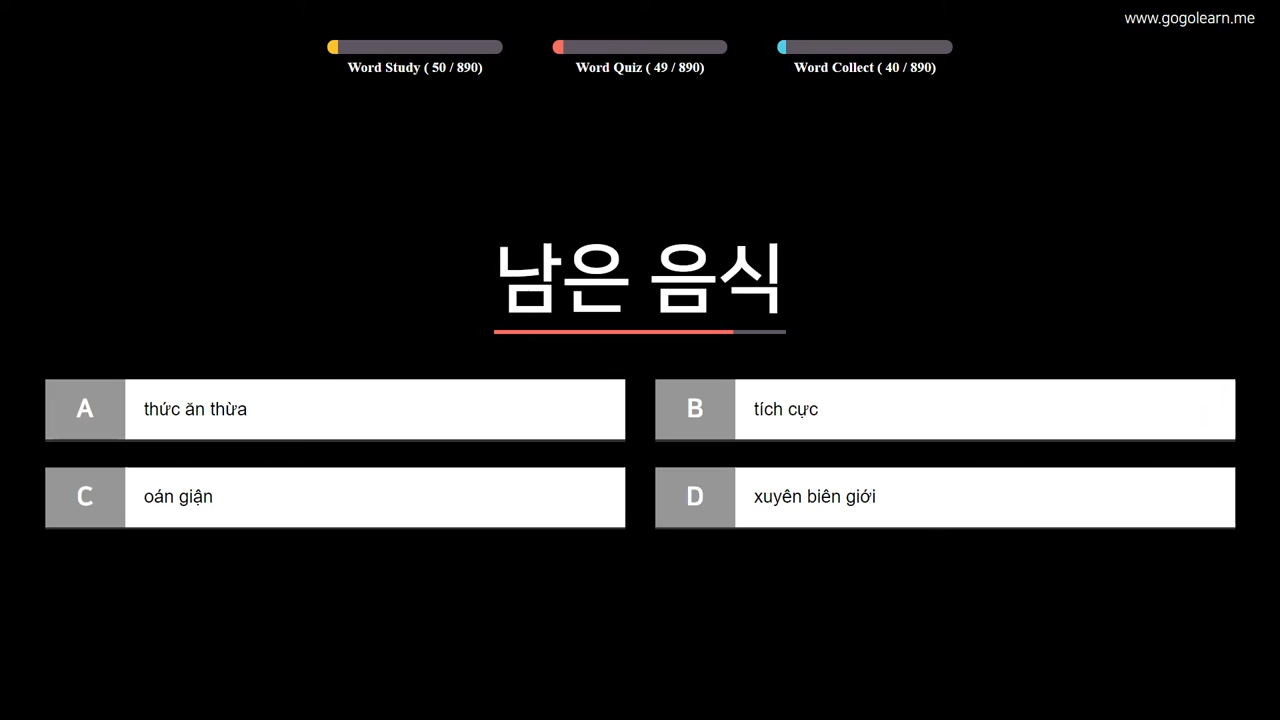 www.gogolearn.me
Word Study ( 50 / 890)
Word Quiz ( 49 / 890)
Word Collect ( 40 / 890)
남은 음식
A
thức ăn thừa
B
tích cực
C
oán giận
D
xuyên biên giới